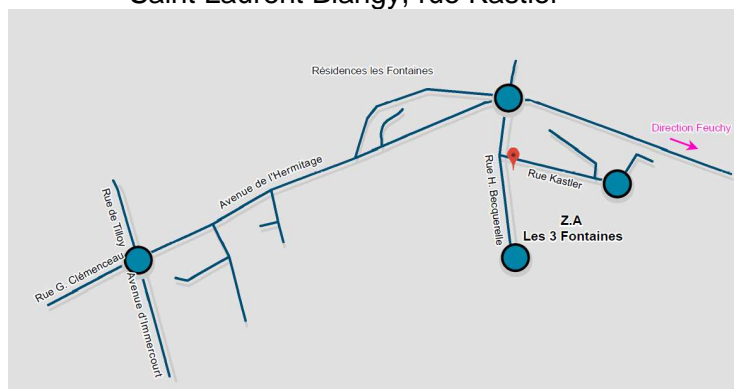 Saint-Laurent-Blangy, rue Kastler
Résidences les Fontaines
Direction Feuchy
Avenue de l'Hermitage
Rue H. Becquerelle
Rue Kastler
Rue de Tilloy
Z.A
Les 3 Fontaines
Rue G. Clémenceau
Avenue d'Immercourt